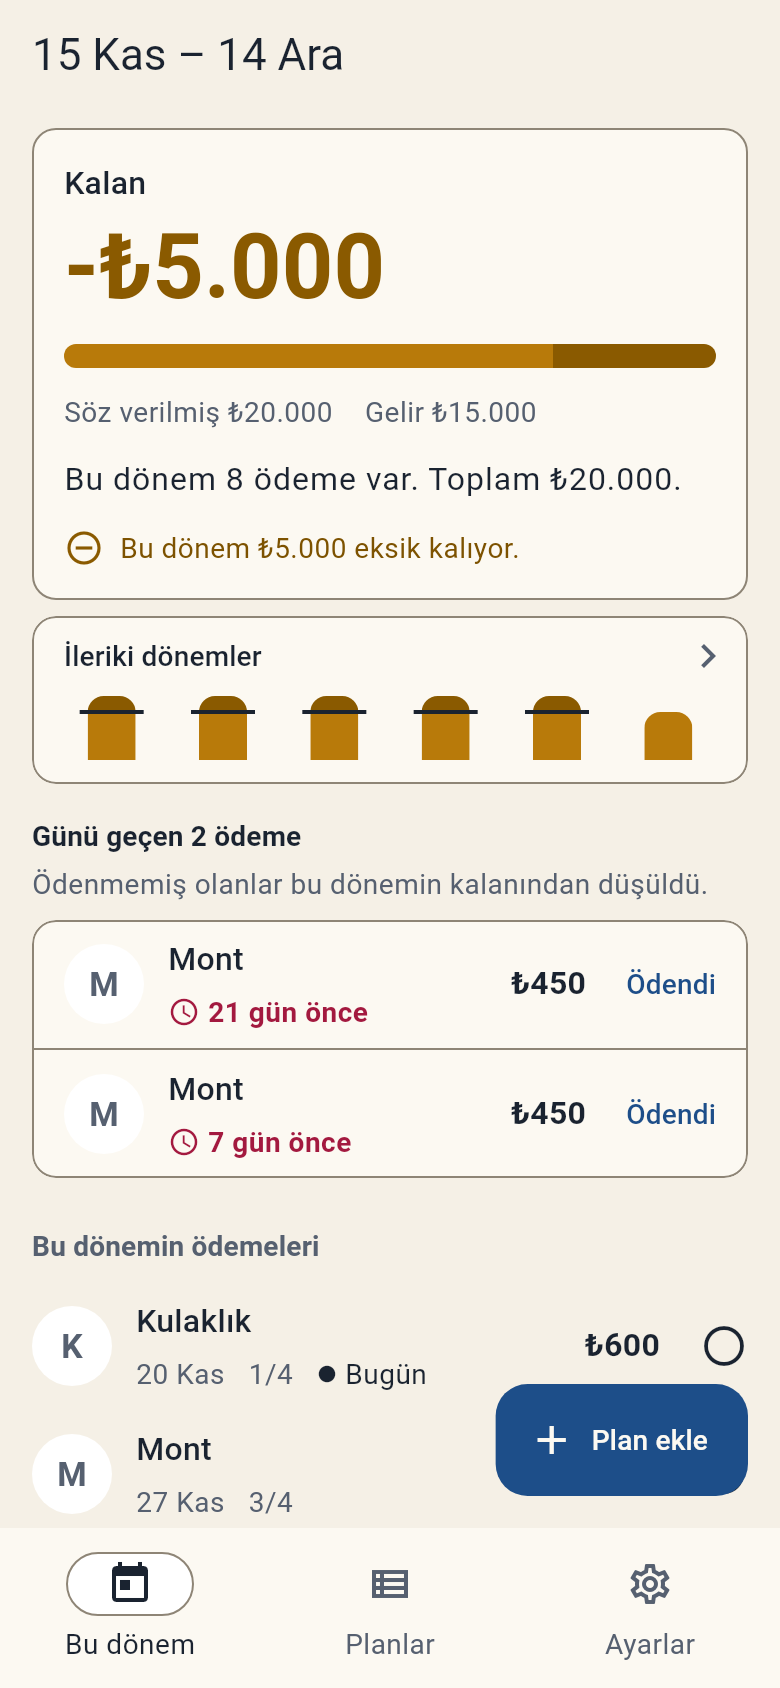 15 Kas – 14 Ara
Kalan
-₺5.000
Söz verilmiş ₺20.000 Gelir ₺15.000
Bu dönem 8 ödeme var. Toplam ₺20.000.
Bu dönem ₺5.000 eksik kalıyor.
İleriki dönemler
Günü geçen 2 ödeme
Ödenmemiş olanlar bu dönemin kalanından düşüldü.
M Mont ₺450 Ödendi
21 gün önce
M Mont ₺450 Ödendi
7 gün önce
Bu dönemin ödemeleri
K Kulaklık ₺600
20 Kas 1/4 Bugün
Plan ekle
M Mont
27 Kas 3/4
Bu dönem Planlar Ayarlar